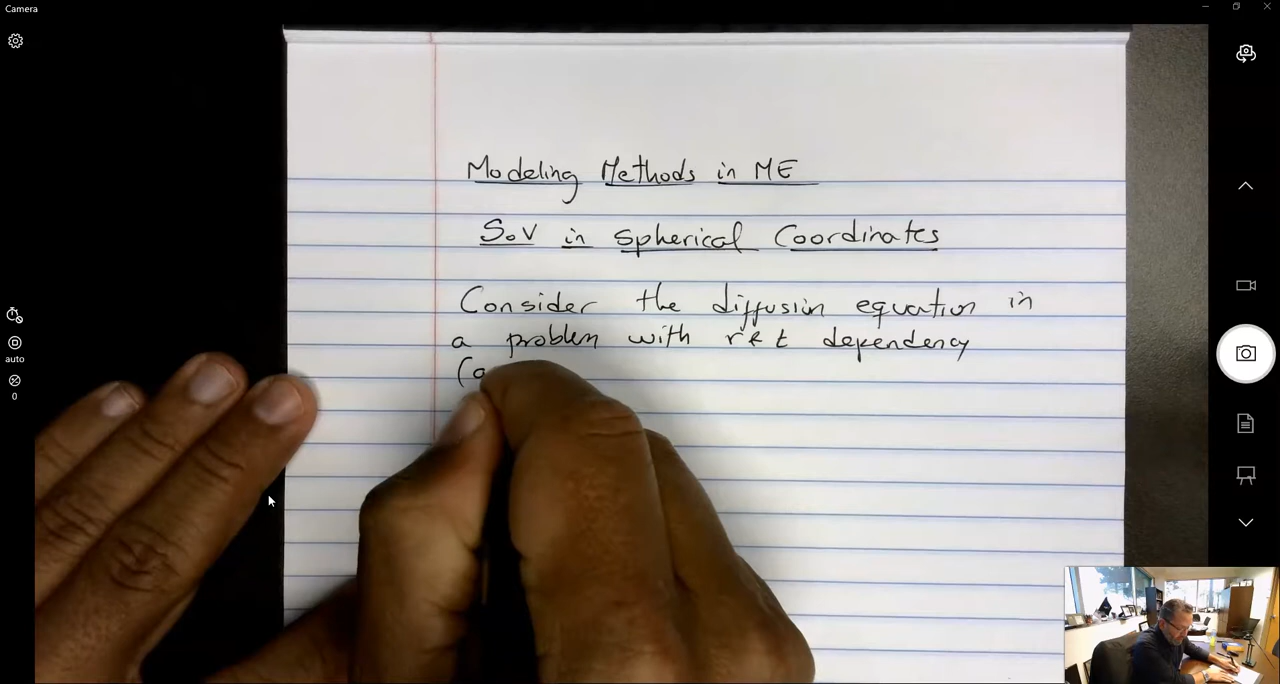 Camera
Modeling Methods in ME
SoV in Spherical Coordinates
Consider the diffusion equation in
a problem with r & t dependency
(a
auto
0